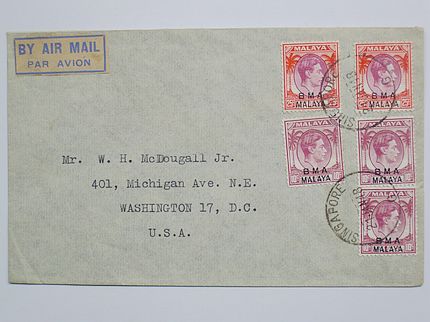 BY AIR MAIL
PAR AVION
MALAYA
MALAYA
BMA
MALAYA
BMA
MALAYA
MALAYA
MALAYA
BMA
MALAYA
BMA
MALAYA
MALAYA
BMA
MALAYA
SINGAPORE
SINGAPORE
Mr. W. H. McDougall Jr.
401, Michigan Ave. N.E.
WASHINGTON 17, D.C.
U.S.A.